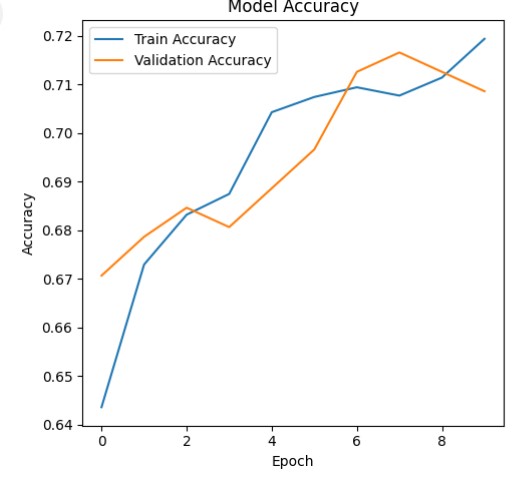 Model Accuracy
Train Accuracy
Validation Accuracy
0.72
0.71
0.70
0.69
0.68
0.67
0.66
0.65
0.64
Accuracy
0 2 4 6 8
Epoch